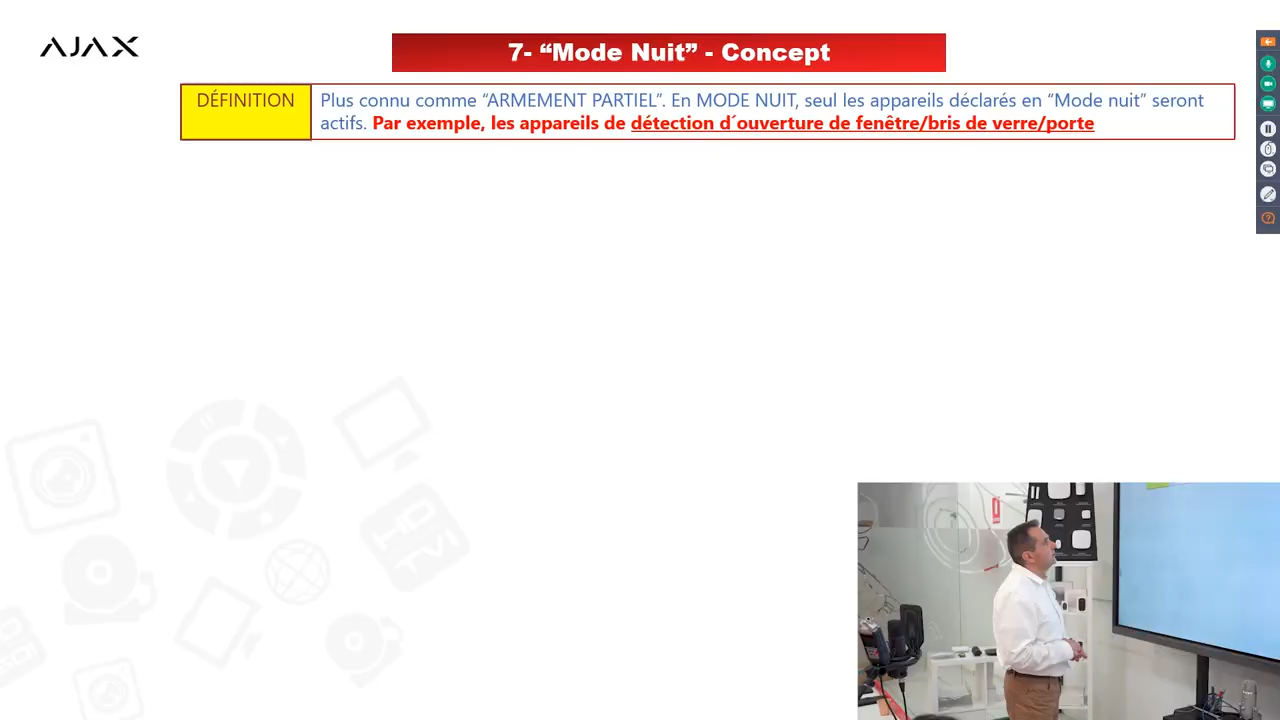 AJAX
7- “Mode Nuit” - Concept
DÉFINITION
Plus connu comme “ARMEMENT PARTIEL”. En MODE NUIT, seul les appareils déclarés en “Mode nuit” seront
actifs. Par exemple, les appareils de détection d´ouverture de fenêtre/bris de verre/porte